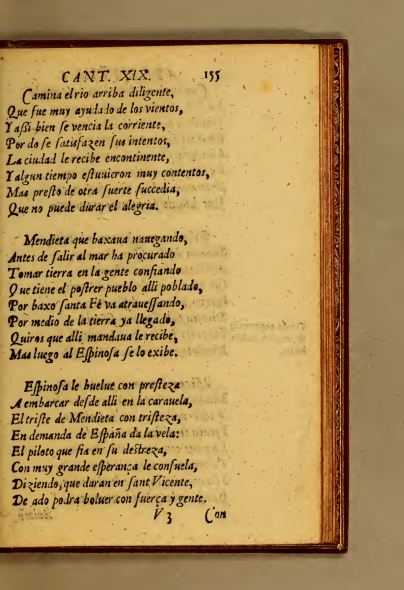 CANT. XIX. 155
Camina el rio arriba diligente,
Que fue muy ayudado de los vientos,
Y aſsi bien ſe vencia la corriente,
Por do ſe ſatisfazen ſus intentos,
La ciudad le recibe encontinente,
Y algun tiempo eſtuuieron muy contentos,
Mas preſto de otra ſuerte ſuccedia,
Que no puede durar el alegria.
Mendieta que baxaua nauegando,
Antes de ſalir al mar ha procurado
Tomar tierra en la gente confiando
Que tiene el poſtrer pueblo alli poblado,
Por baxo ſanta Fè va atraueſſando,
Por medio de la tierra ya llegado,
Quiros que alli mandaua le recibe,
Mas luego al Eſpinoſa ſe lo exibe.
Eſpinoſa le buelue con preſteza
A embarcar deſde alli en la carauela,
El triſte de Mendieta con triſteza,
En demanda de Eſpaña da la vela:
El piloto que fia en ſu deſtreza,
Con muy grande eſperança le conſuela,
Diziendo, que daran en ſant Vicente,
De ado podra boluer con fuerça y gente.
V 3 Con